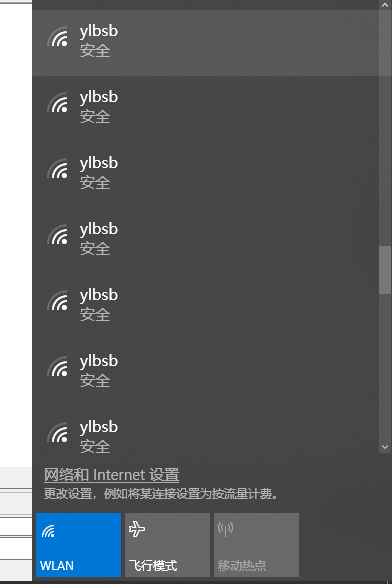 ylbsb
安全
ylbsb
安全
ylbsb
安全
ylbsb
安全
ylbsb
安全
ylbsb
安全
ylbsb
安全
网络和 Internet 设置
更改设置，例如将某连接设置为按流量计费。
WLAN
飞行模式
移动热点